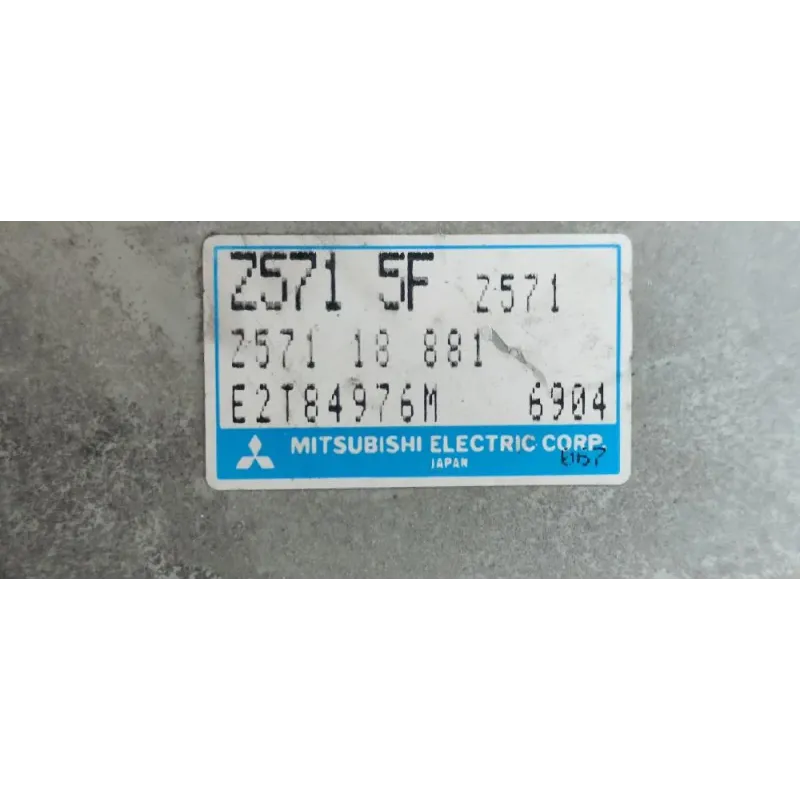 Z571 5F Z571
Z571 18 881
E2T84976M 6904
MITSUBISHI ELECTRIC CORP.
JAPAN